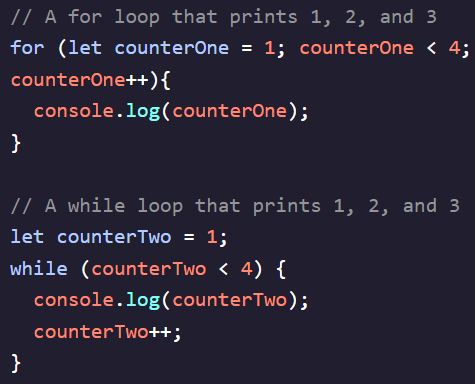 // A for loop that prints 1, 2, and 3
for (let counterOne = 1; counterOne < 4;
counterOne++){
  console.log(counterOne);
}

// A while loop that prints 1, 2, and 3
let counterTwo = 1;
while (counterTwo < 4) {
  console.log(counterTwo);
  counterTwo++;
}